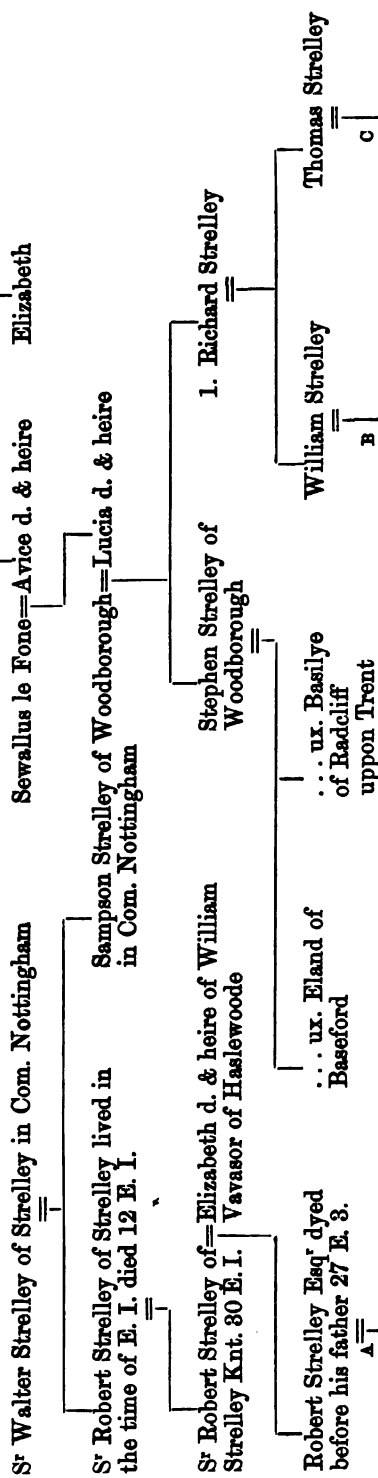 Sr Walter Strelley of Strelley in Com. Nottingham
Sewallus le Fone=Avice d. & heire
Elizabeth
Sr Robert Strelley of Strelley lived in
the time of E. I. died 12 E. I.
Sampson Strelley of Woodborough=Lucia d. & heire
in Com. Nottingham
Sr Robert Strelley of=Elizabeth d. & heire of William
Strelley Knt. 30 E. I. Vavasor of Haslewoode
Stephen Strelley of
Woodborough
1. Richard Strelley
Robert Strelley Esqr dyed
before his father 27 E. 3.
A
... ux. Eland of
Baseford
... ux. Basilye
of Radcliff
uppon Trent
William Strelley
B
Thomas Strelley
C